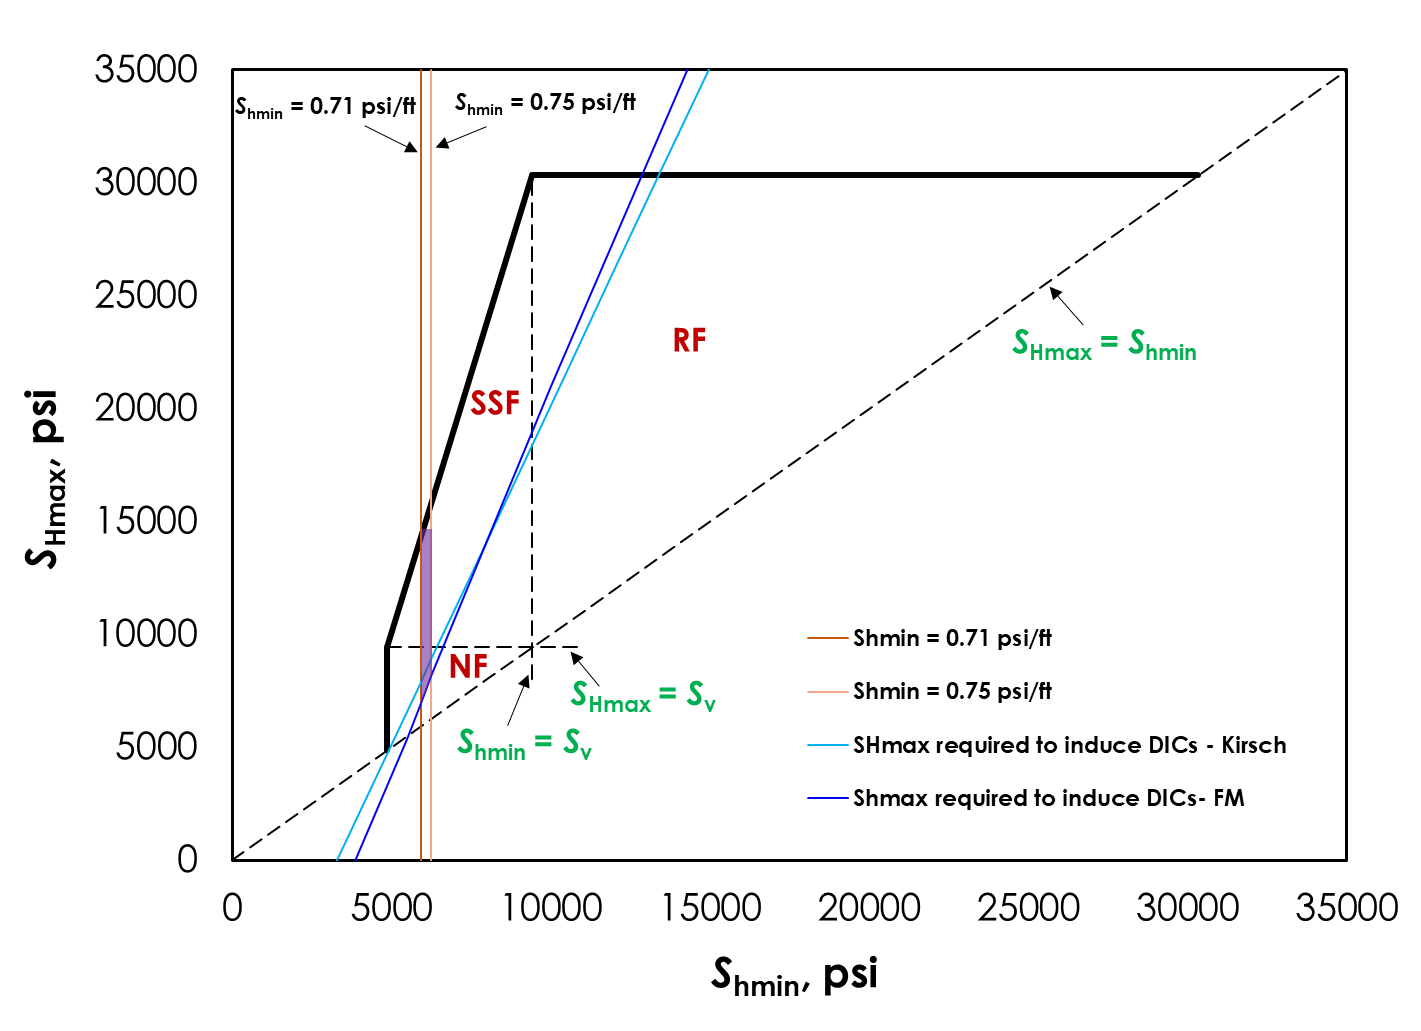 35000
30000
25000
20000
15000
10000
5000
0
SHmax, psi
Shmin = 0.71 psi/ft
Shmin = 0.75 psi/ft
RF
SSF
NF
SHmax = Shmin
SHmax = Sv
Shmin = Sv
Shmin = 0.71 psi/ft
Shmin = 0.75 psi/ft
SHmax required to induce DICs - Kirsch
Shmax required to induce DICs- FM
0 5000 10000 15000 20000 25000 30000 35000
Shmin, psi